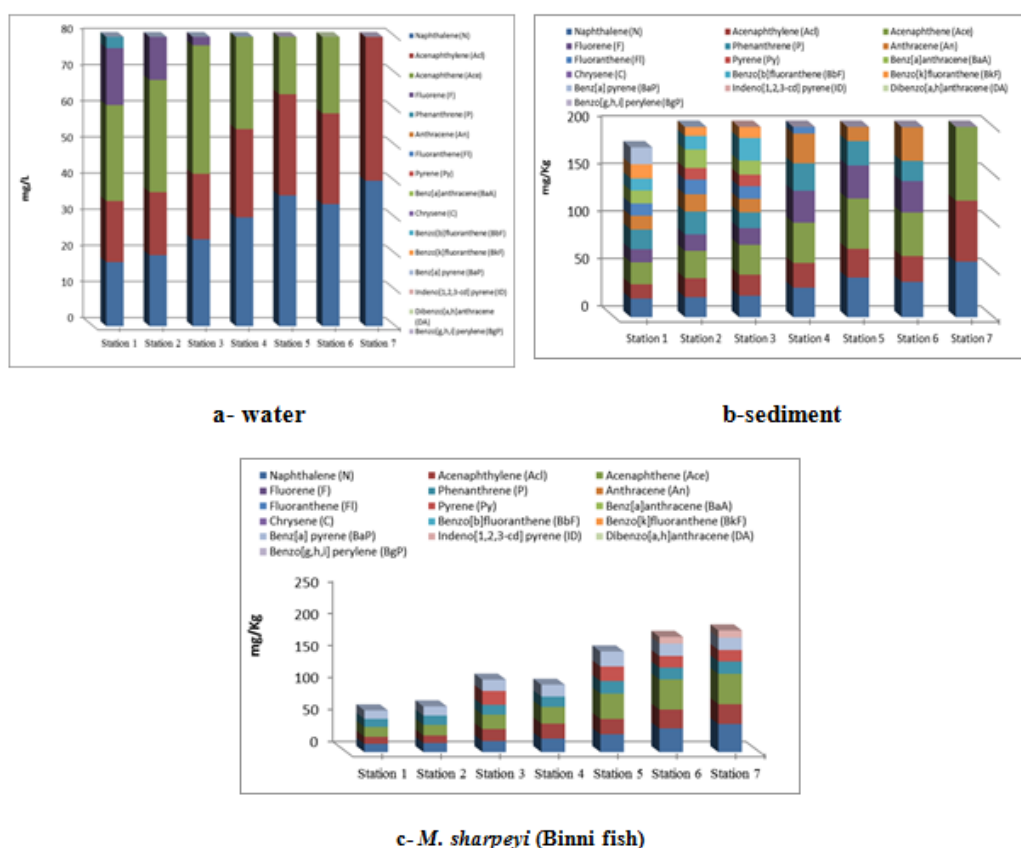 80
70
60
50
40
30
20
10
0
mg/L
Station 1 Station 2 Station 3 Station 4 Station 5 Station 6 Station 7
Naphthalene (N)
Acenaphthylene (Acl)
Acenaphthene (Ace)
Fluorene (F)
Phenanthrene (P)
Anthracene (An)
Fluoranthene (Fl)
Pyrene (Py)
Benz[a]anthracene (BaA)
Chrysene (C)
Benzo[b]fluoranthene (BbF)
Benzo[k]fluoranthene (BkF)
Benz[a] pyrene (BaP)
Indeno[1,2,3-cd] pyrene (ID)
Dibenzo[a,h]anthracene
(DA)
Benzo[g,h,i] perylene (BgP)
a- water
Naphthalene (N) Acenaphthylene (Acl) Acenaphthene (Ace)
Fluorene (F) Phenanthrene (P) Anthracene (An)
Fluoranthene (Fl) Pyrene (Py) Benz[a]anthracene (BaA)
Chrysene (C) Benzo[b]fluoranthene (BbF) Benzo[k]fluoranthene (BkF)
Benz[a] pyrene (BaP) Indeno[1,2,3-cd] pyrene (ID) Dibenzo[a,h]anthracene (DA)
Benzo[g,h,i] perylene (BgP)
200
150
100
50
0
mg/Kg
Station 1 Station 2 Station 3 Station 4 Station 5 Station 6 Station 7
b-sediment
Naphthalene (N) Acenaphthylene (Acl) Acenaphthene (Ace)
Fluorene (F) Phenanthrene (P) Anthracene (An)
Fluoranthene (Fl) Pyrene (Py) Benz[a]anthracene (BaA)
Chrysene (C) Benzo[b]fluoranthene (BbF) Benzo[k]fluoranthene (BkF)
Benz[a] pyrene (BaP) Indeno[1,2,3-cd] pyrene (ID) Dibenzo[a,h]anthracene (DA)
Benzo[g,h,i] perylene (BgP)
250
200
150
100
50
0
mg/Kg
Station 1 Station 2 Station 3 Station 4 Station 5 Station 6 Station 7
c- M. sharpeyi (Binni fish)